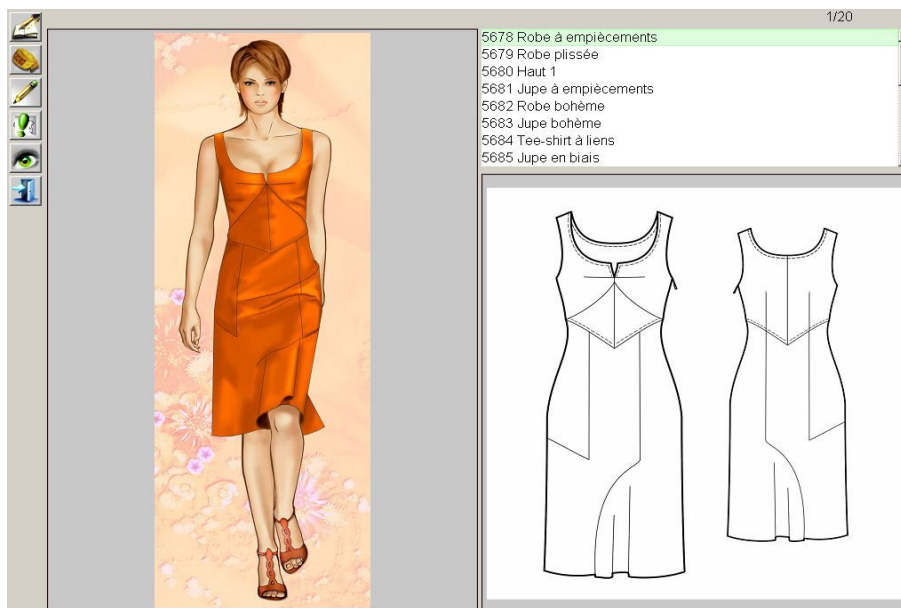 1/20
5678 Robe à empiècements
5679 Robe plissée
5680 Haut 1
5681 Jupe à empiècements
5682 Robe bohème
5683 Jupe bohème
5684 Tee-shirt à liens
5685 Jupe en biais